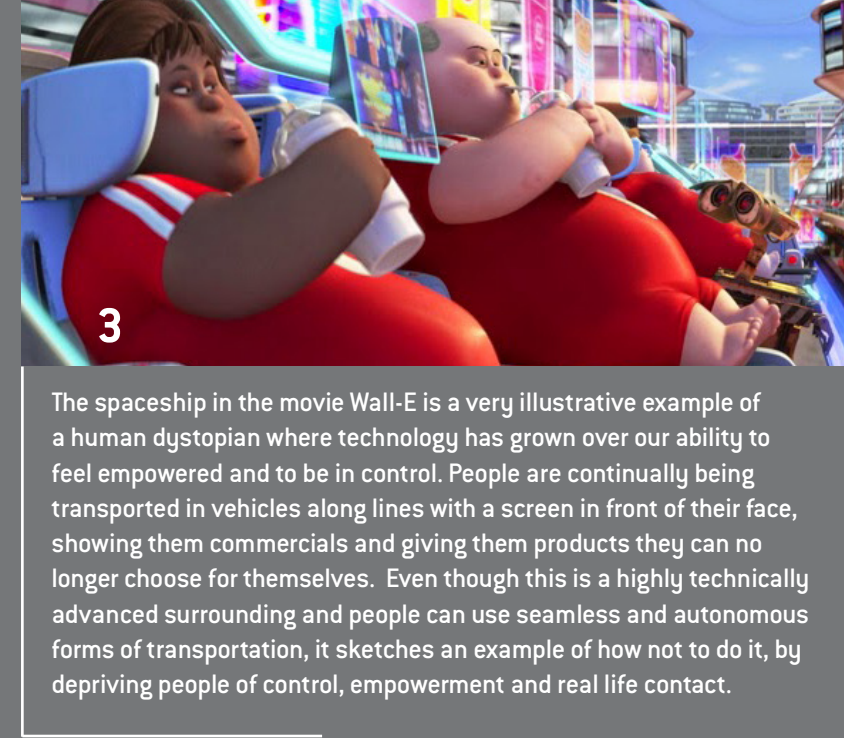 3
The spaceship in the movie Wall-E is a very illustrative example of
a human dystopian where technology has grown over our ability to
feel empowered and to be in control. People are continually being
transported in vehicles along lines with a screen in front of their face,
showing them commercials and giving them products they can no
longer choose for themselves.  Even though this is a highly technically
advanced surrounding and people can use seamless and autonomous
forms of transportation, it sketches an example of how not to do it, by
depriving people of control, empowerment and real life contact.